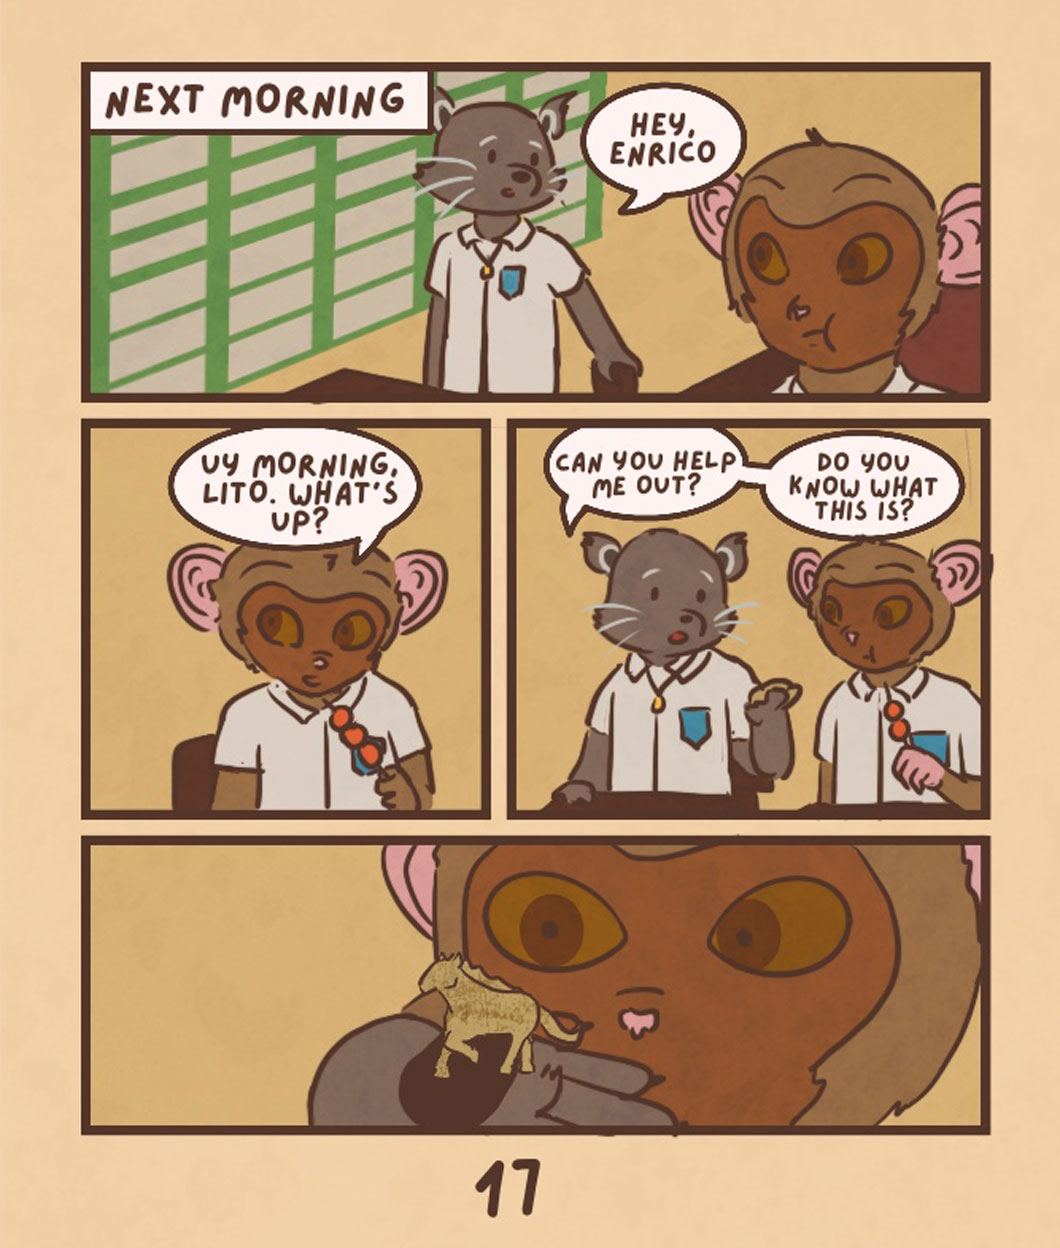 NEXT MORNING
HEY,
ENRICO
UY MORNING,
LITO. WHAT'S
UP?
CAN YOU HELP
ME OUT?
DO YOU
KNOW WHAT
THIS IS?
17